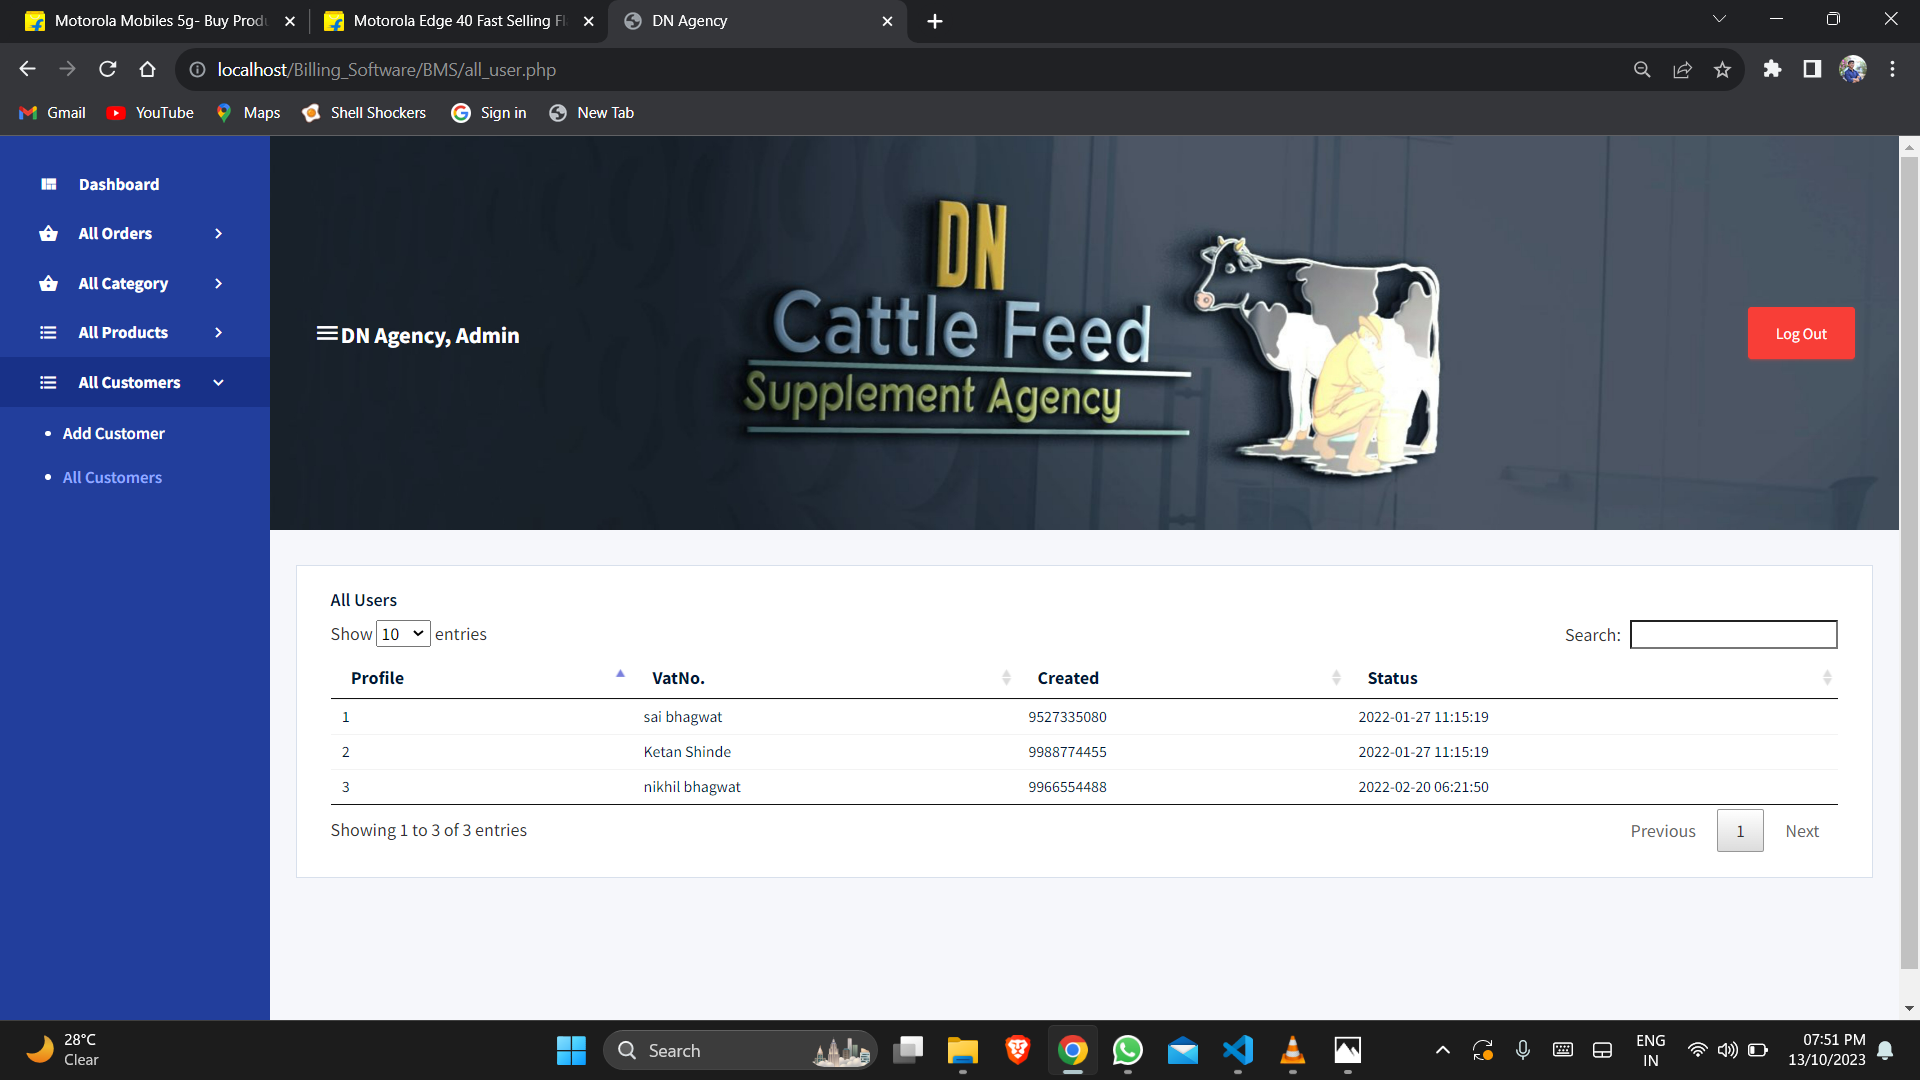 Motorola Mobiles 5g- Buy Produ
Motorola Edge 40 Fast Selling Fl
DN Agency
localhost/Billing_Software/BMS/all_user.php
Gmail
YouTube
Maps
Shell Shockers
Sign in
New Tab
Dashboard
All Orders
All Category
All Products
All Customers
Add Customer
All Customers
DN Agency, Admin
DN
Cattle Feed
Supplement Agency
Log Out
All Users
Show 10 entries
Search:
Profile VatNo. Created Status
1 sai bhagwat 9527335080 2022-01-27 11:15:19
2 Ketan Shinde 9988774455 2022-01-27 11:15:19
3 nikhil bhagwat 9966554488 2022-02-20 06:21:50
Showing 1 to 3 of 3 entries
Previous 1 Next
28°C
Clear
Search
ENG
IN
07:51 PM
13/10/2023